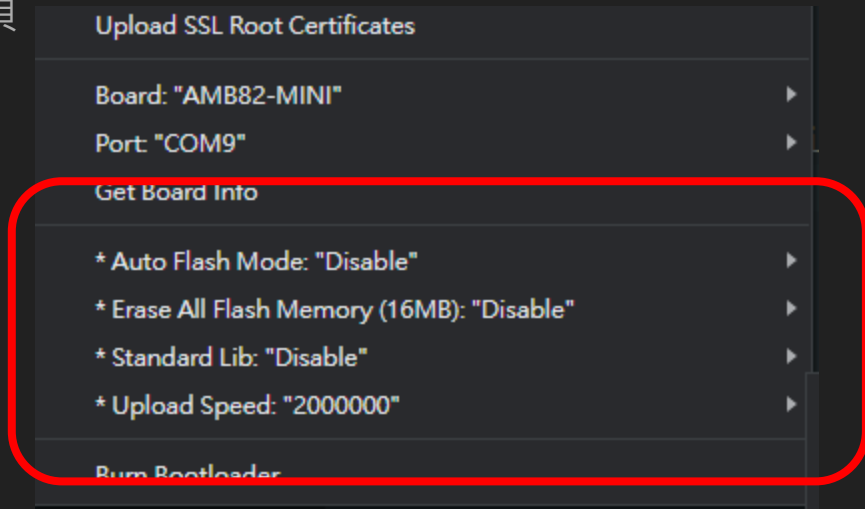 Upload SSL Root Certificates
Board: "AMB82-MINI"
Port: "COM9"
Get Board Info
* Auto Flash Mode: "Disable"
* Erase All Flash Memory (16MB): "Disable"
* Standard Lib: "Disable"
* Upload Speed: "2000000"
Burn Bootloader